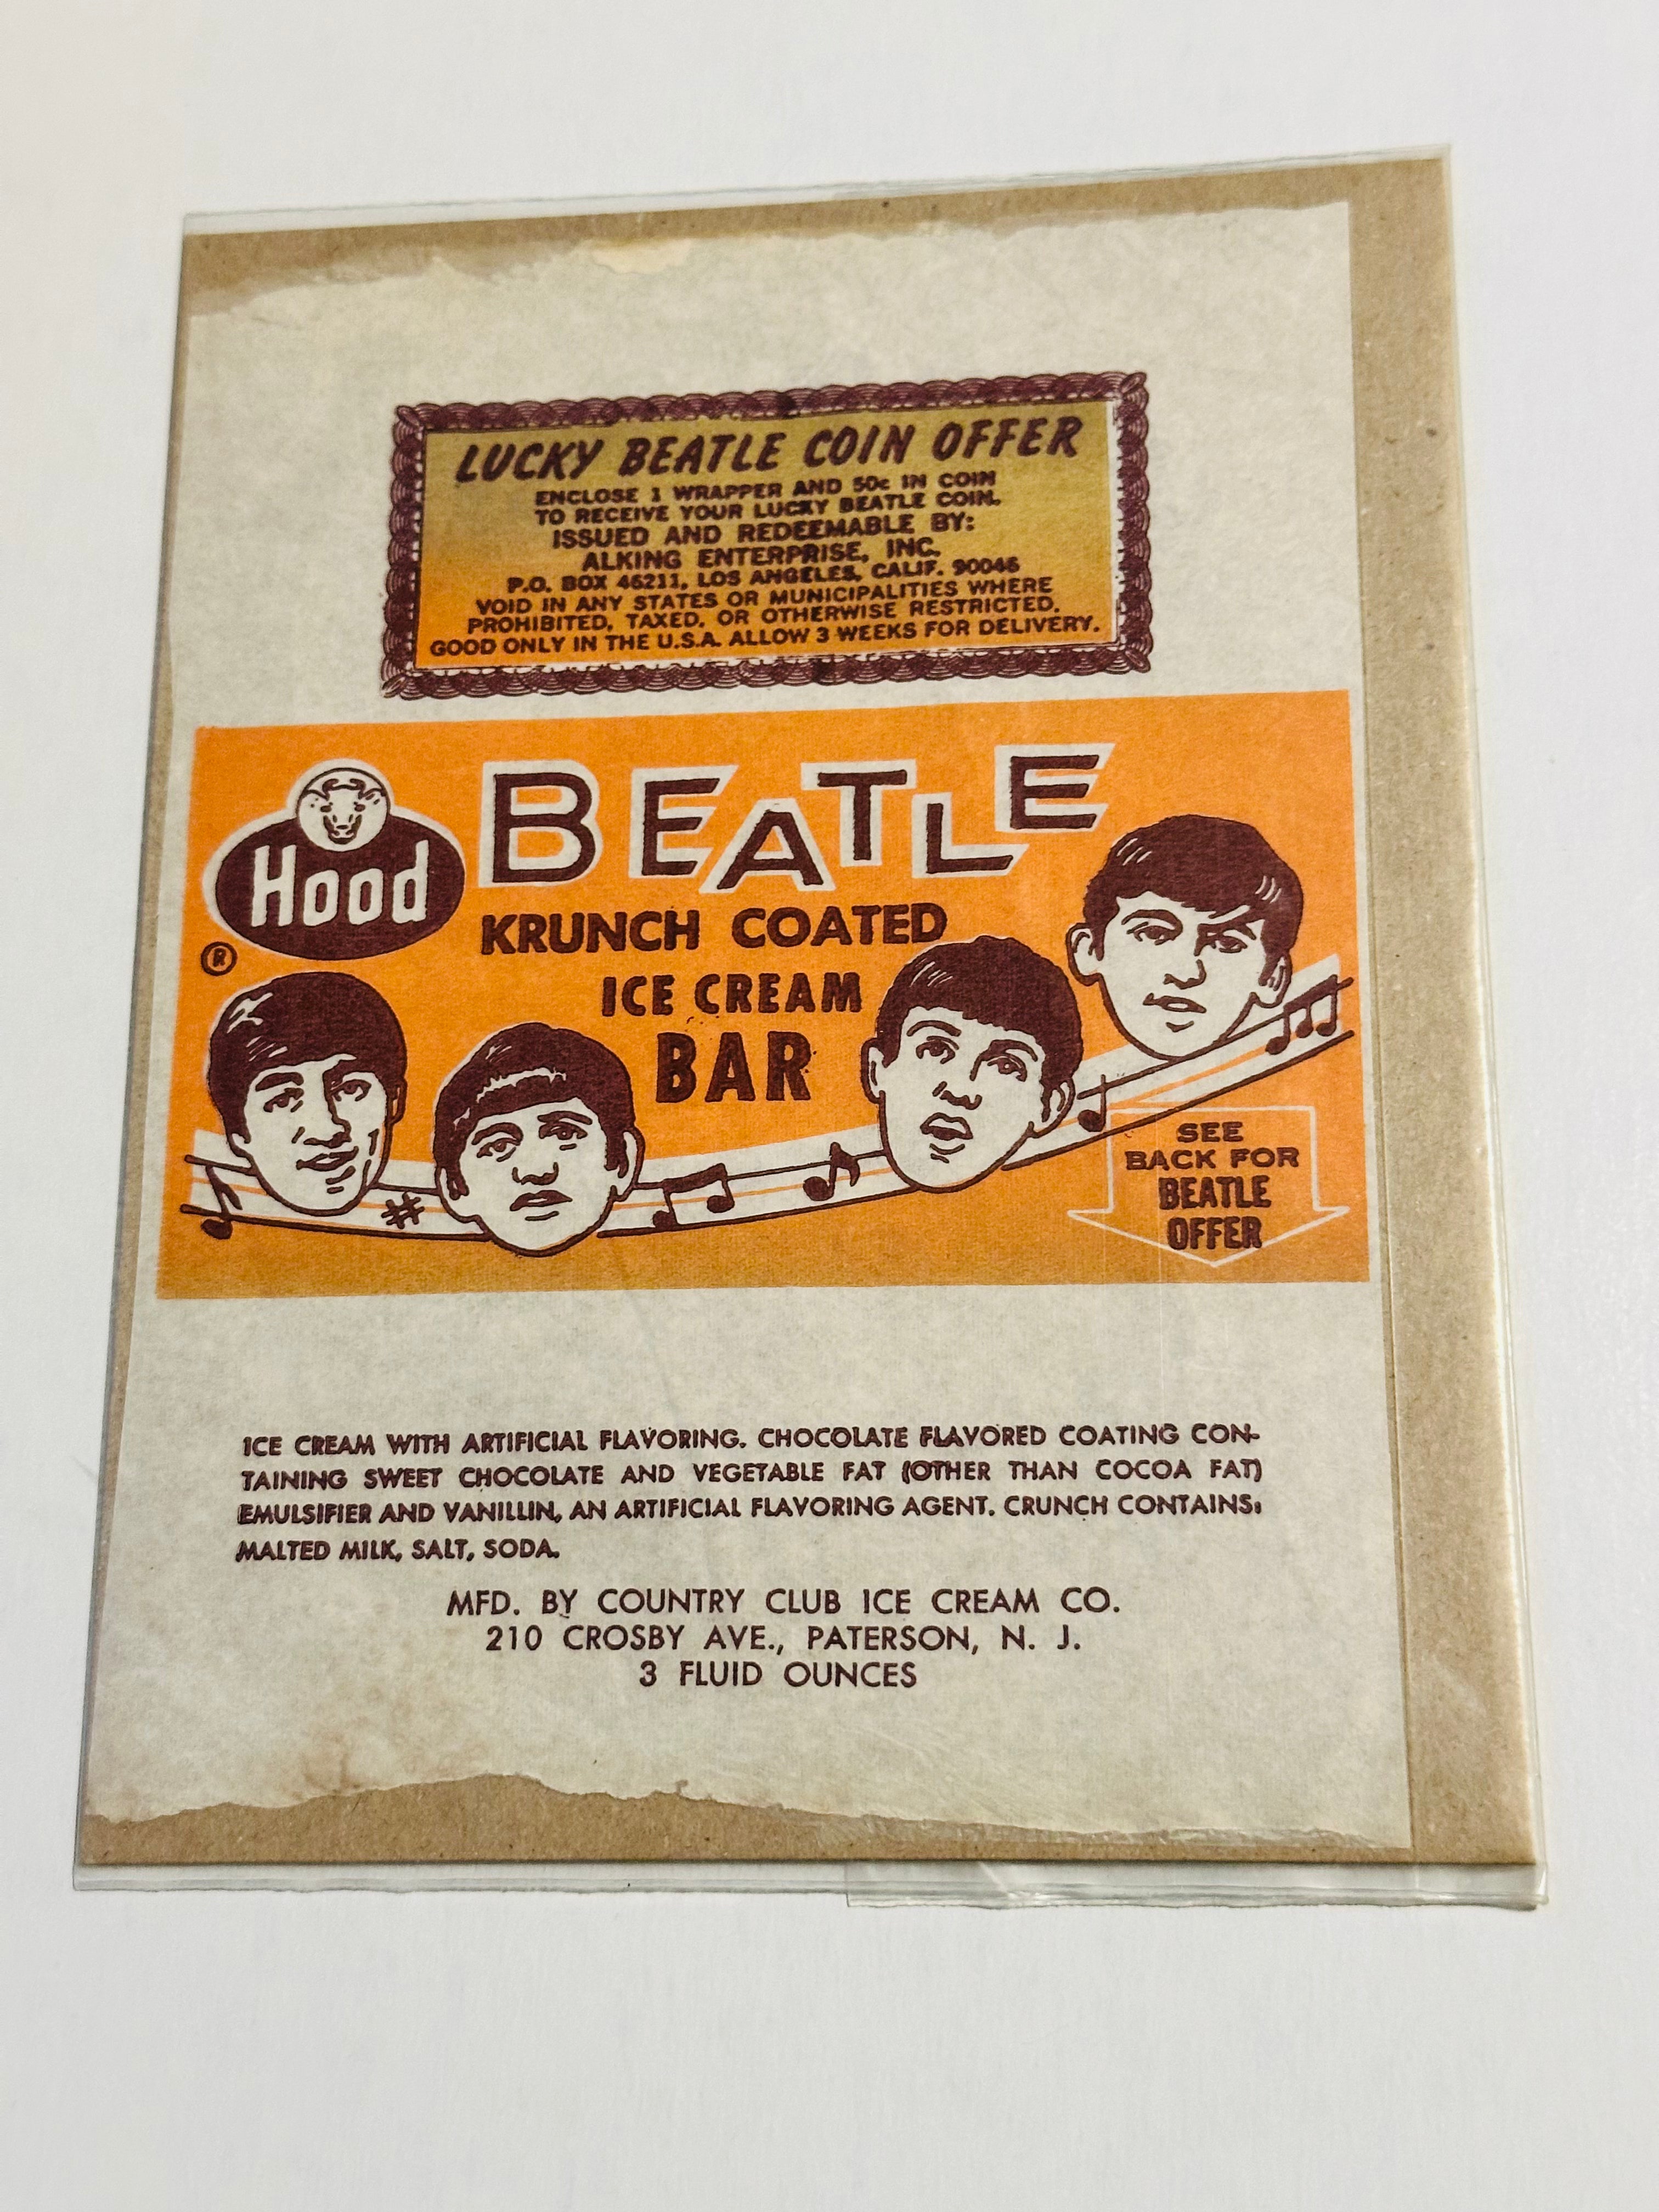 LUCKY BEATLE COIN OFFER
ENCLOSE 1 WRAPPER AND 50c IN COIN
TO RECEIVE YOUR LUCKY BEATLE COIN.
ISSUED AND REDEEMABLE BY:
ALKING ENTERPRISE, INC.
P.O. BOX 46211, LOS ANGELES, CALIF. 90046
VOID IN ANY STATES OR MUNICIPALITIES WHERE
PROHIBITED, TAXED, OR OTHERWISE RESTRICTED.
GOOD ONLY IN THE U.S.A. ALLOW 3 WEEKS FOR DELIVERY.
Hood
®
BEATLE
KRUNCH COATED
ICE CREAM
BAR
SEE
BACK FOR
BEATLE
OFFER
ICE CREAM WITH ARTIFICIAL FLAVORING. CHOCOLATE FLAVORED COATING CON-
TAINING SWEET CHOCOLATE AND VEGETABLE FAT (OTHER THAN COCOA FAT)
EMULSIFIER AND VANILLIN, AN ARTIFICIAL FLAVORING AGENT. CRUNCH CONTAINS:
MALTED MILK, SALT, SODA.
MFD. BY COUNTRY CLUB ICE CREAM CO.
210 CROSBY AVE., PATERSON, N. J.
3 FLUID OUNCES